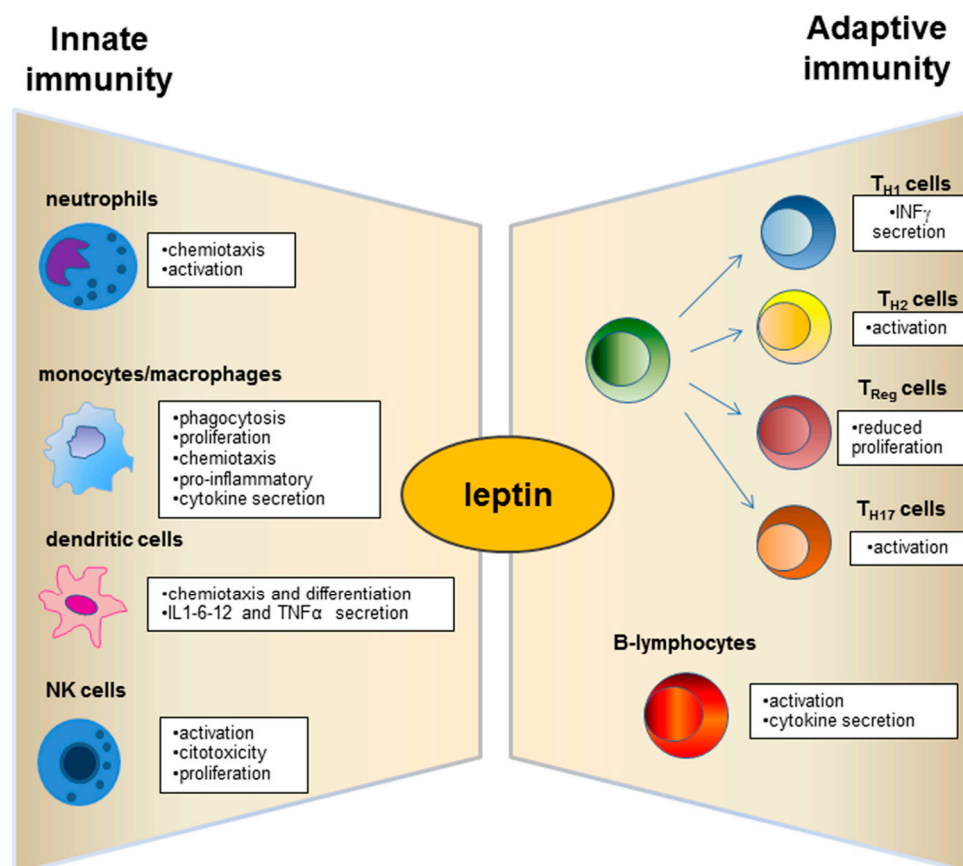 Innate
immunity
neutrophils
•chemiotaxis
•activation
monocytes/macrophages
•phagocytosis
•proliferation
•chemiotaxis
•pro-inflammatory
•cytokine secretion
dendritic cells
•chemiotaxis and differentiation
•IL1-6-12 and TNFα secretion
NK cells
•activation
•citotoxicity
•proliferation
leptin
Adaptive
immunity
TH1 cells
•INFγ
secretion
TH2 cells
•activation
TReg cells
•reduced
proliferation
TH17 cells
•activation
B-lymphocytes
•activation
•cytokine secretion